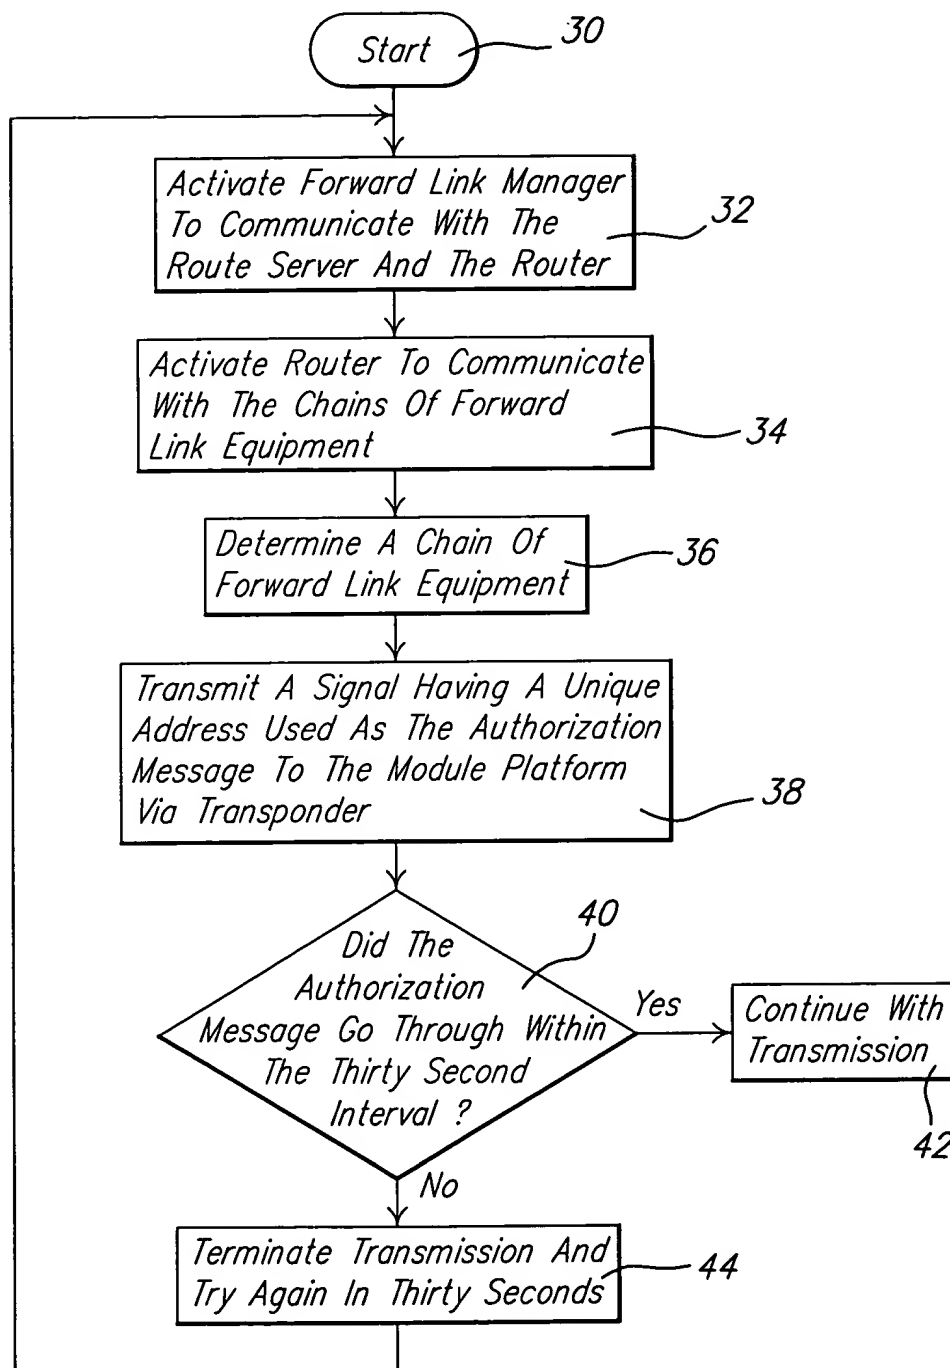 Start
30
Activate Forward Link Manager
To Communicate With The
Route Server And The Router
32
Activate Router To Communicate
With The Chains Of Forward
Link Equipment
34
Determine A Chain Of
Forward Link Equipment
36
Transmit A Signal Having A Unique
Address Used As The Authorization
Message To The Module Platform
Via Transponder
38
Did The
Authorization
Message Go Through Within
The Thirty Second
Interval ?
40
Yes
Continue With
Transmission
42
No
Terminate Transmission And
Try Again In Thirty Seconds
44